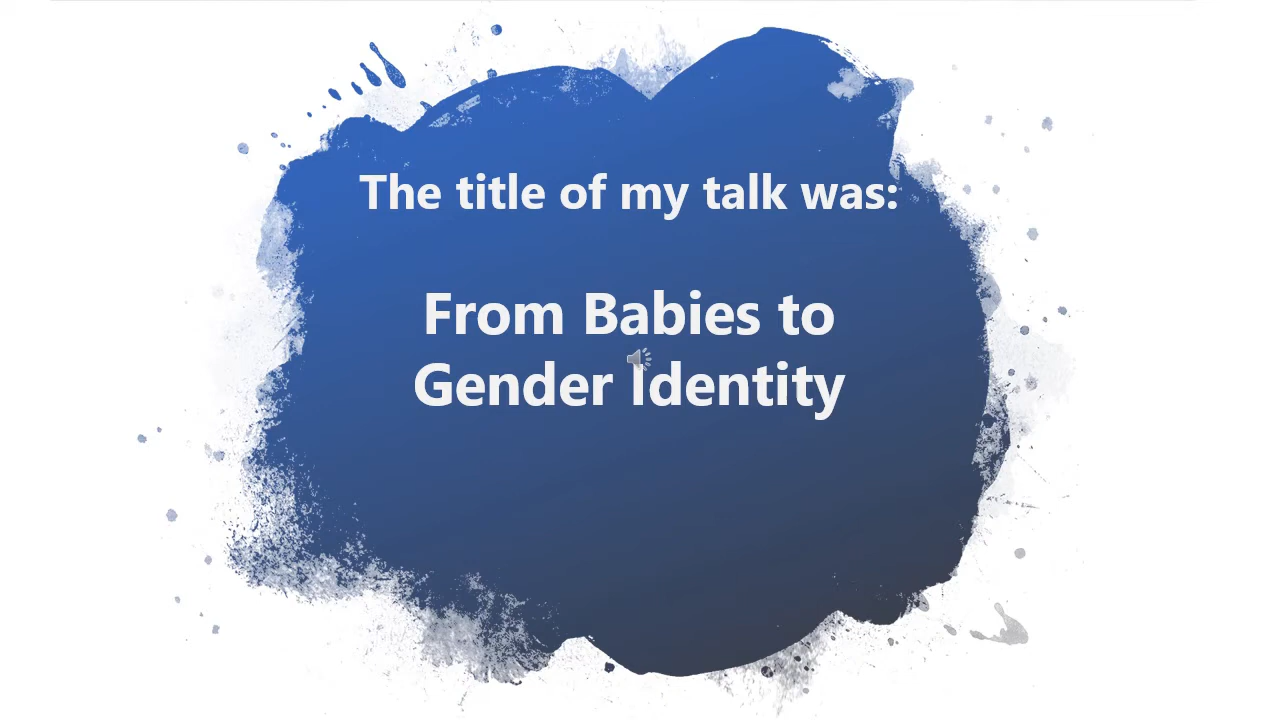 The title of my talk was:
From Babies to
Gender Identity